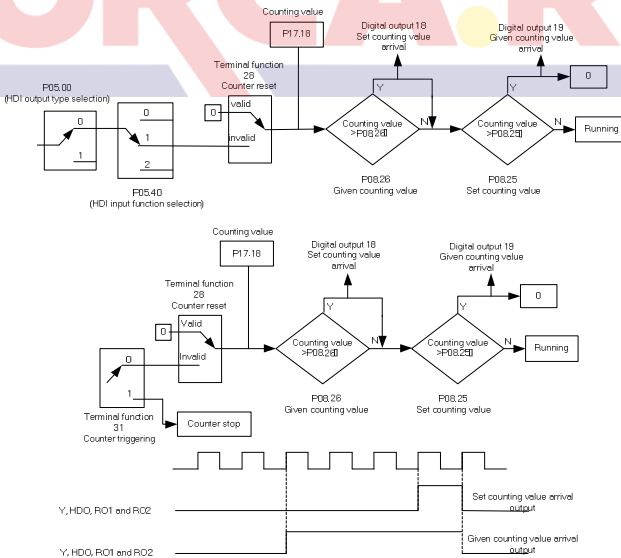 Counting value
P17.18
Digital output 18
Set counting value
arrival
Digital output 19
Given counting value
arrival
Terminal function
28
Counter reset
P05.00
(HDI output type selection)
0
1
0
1
2
P05.40
(HDI input function selection)
0
valid
invalid
Y
Counting value
>P08.26
N
P08.26
Given counting value
Y
0
Counting value
>P08.25
N
Running
P08.25
Set counting value
Counting value
P17.18
Digital output 18
Set counting value
arrival
Digital output 19
Given counting value
arrival
Terminal function
28
Counter reset
0
Valid
Invalid
0
1
Terminal function
31
Counter triggering
Counter stop
Y
Counting value
>P08.26
N
P08.26
Given counting value
Y
0
Counting value
>P08.25
N
Running
P08.25
Set counting value
Y, HDO, RO1 and RO2
Set counting value arrival
output
Y, HDO, RO1 and RO2
Given counting value arrival
output